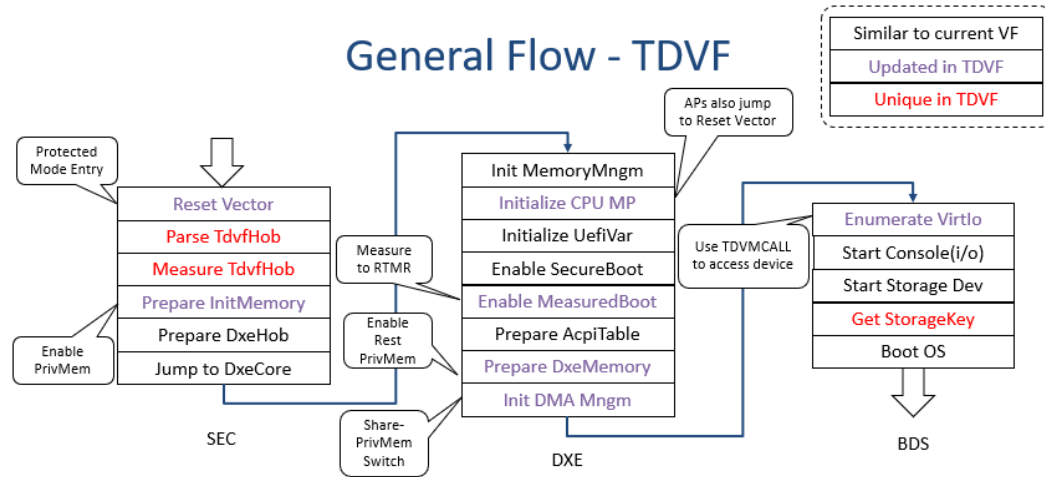 General Flow - TDVF
Similar to current VF
Updated in TDVF
Unique in TDVF
Protected
Mode Entry
Reset Vector
Parse TdvfHob
Measure TdvfHob
Prepare InitMemory
Prepare DxeHob
Jump to DxeCore
Enable
PrivMem
SEC
APs also jump
to Reset Vector
Init MemoryMngm
Initialize CPU MP
Initialize UefiVar
Enable SecureBoot
Enable MeasuredBoot
Prepare AcpiTable
Prepare DxeMemory
Init DMA Mngm
Measure
to RTMR
Enable
Rest
PrivMem
Share-
PrivMem
Switch
DXE
Use TDVMCALL
to access device
Enumerate VirtIo
Start Console(i/o)
Start Storage Dev
Get StorageKey
Boot OS
BDS